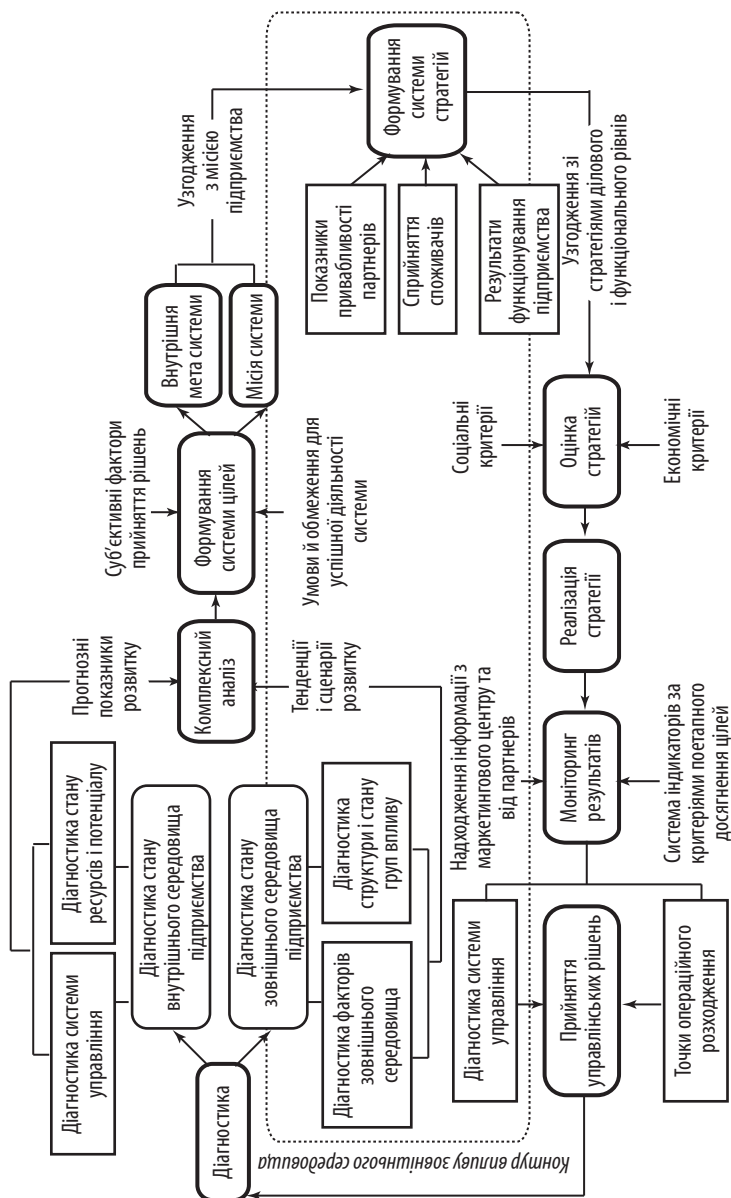 Діагностика
Діагностика системи
управління
Діагностика стану
ресурсів і потенціалу
Діагностика стану
внутрішнього середовища
підприємства
Діагностика стану
зовнішнього середовища
підприємства
Діагностика факторів
зовнішнього
середовища
Діагностика
структури і стану
груп впливу
Прогнозні
показники
розвитку
Комплексний
аналіз
Тенденції
і сценарії
розвитку
Суб’єктивні фактори
прийняття рішень
Формування
системи цілей
Умови й обмеження для
успішної діяльності
системи
Внутрішня
мета системи
Місія системи
Узгодження
з місією
підприємства
Формування
системи
стратегій
Показники
привабливості
партнерів
Сприйняття
споживачів
Результати
функціонування
підприємства
Узгодження зі
стратегіями ділового
і функціонального рівнів
Соціальні
критерії
Оцінка
стратегій
Економічні
критерії
Реалізація
стратегії
Надходження інформації з
маркетингового центру та
від партнерів
Моніторинг
результатів
Система індикаторів за
критеріями поетапного
досягнення цілей
Діагностика системи
управління
Прийняття
управлінських рішень
Точки операційного
розходження
Контур впливу зовнішнього середовища